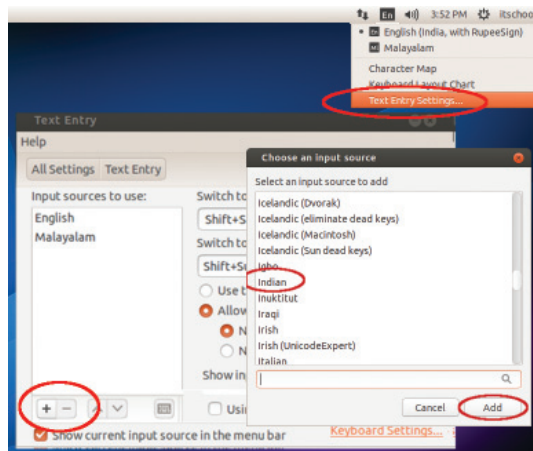 En 3:52 PM itschoo
English (India, with RupeeSign)
Malayalam
Character Map
Keyboard Layout Chart
Text Entry Settings...
Text Entry
Help
All Settings Text Entry
Input sources to use:
English
Malayalam
Switch to
Shift+S
Switch to
Shift+Su
Use t
Allow
N
N
Show in
Usi
Show current input source in the menu bar
Keyboard Settings...
Choose an input source
Select an input source to add
Icelandic (Dvorak)
Icelandic (eliminate dead keys)
Icelandic (Macintosh)
Icelandic (Sun dead keys)
Igbo
Indian
Inuktitut
Iraqi
Irish
Irish (UnicodeExpert)
Italian
Cancel Add